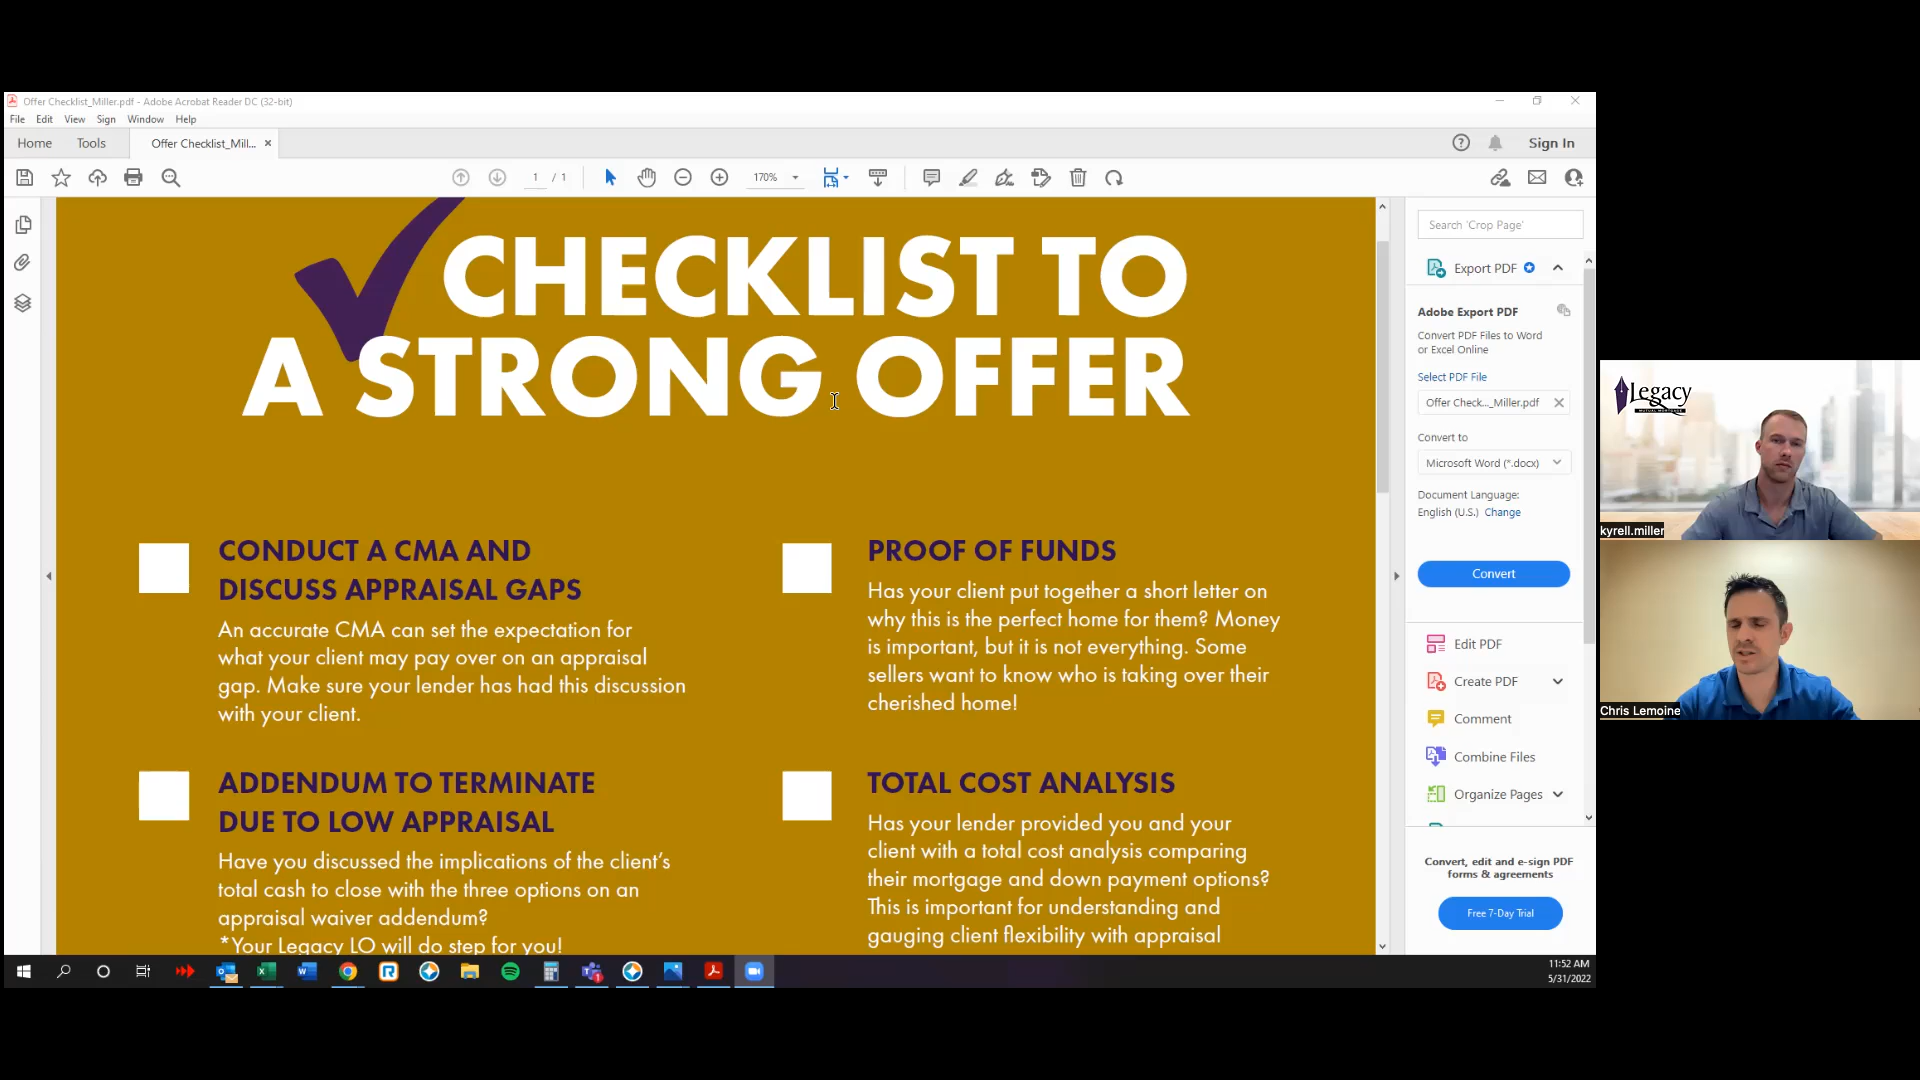 Offer Checklist_Miller.pdf - Adobe Acrobat Reader DC (32-bit)
File Edit View Sign Window Help
Home Tools Offer Checklist_Mill... × Sign In
1 / 1 170%
CHECKLIST TO
A STRONG OFFER
CONDUCT A CMA AND
DISCUSS APPRAISAL GAPS
An accurate CMA can set the expectation for
what your client may pay over on an appraisal
gap. Make sure your lender has had this discussion
with your client.
PROOF OF FUNDS
Has your client put together a short letter on
why this is the perfect home for them? Money
is important, but it is not everything. Some
sellers want to know who is taking over their
cherished home!
ADDENDUM TO TERMINATE
DUE TO LOW APPRAISAL
Have you discussed the implications of the client's
total cash to close with the three options on an
appraisal waiver addendum?
*Your Legacy LO will do step for you!
TOTAL COST ANALYSIS
Has your lender provided you and your
client with a total cost analysis comparing
their mortgage and down payment options?
This is important for understanding and
gauging client flexibility with appraisal
Search 'Crop Page'
Export PDF
Adobe Export PDF
Convert PDF Files to Word
or Excel Online
Select PDF File
Offer Check..._Miller.pdf
Convert to
Microsoft Word (*.docx)
Document Language:
English (U.S.) Change
Convert
Edit PDF
Create PDF
Comment
Combine Files
Organize Pages
Convert, edit and e-sign PDF
forms & agreements
Free 7-Day Trial
11:52 AM
5/31/2022
Legacy
MUTUAL MORTGAGE
kyrell.miller
Chris Lemoine